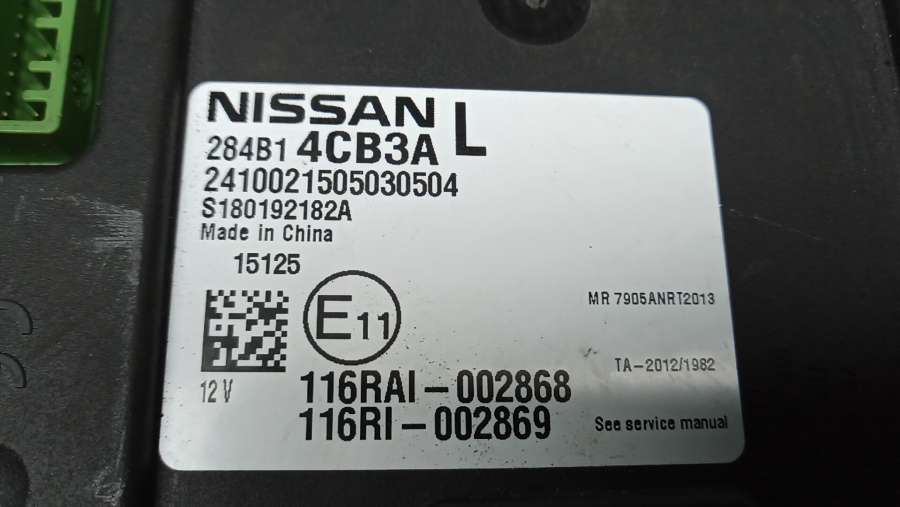 NISSAN L
284B1 4CB3A
2410021505030504
S180192182A
Made in China
15125
MR 7905ANRT2013
E11
TA-2012/1982
12 V
116RAI-002868
116RI-002869
See service manual